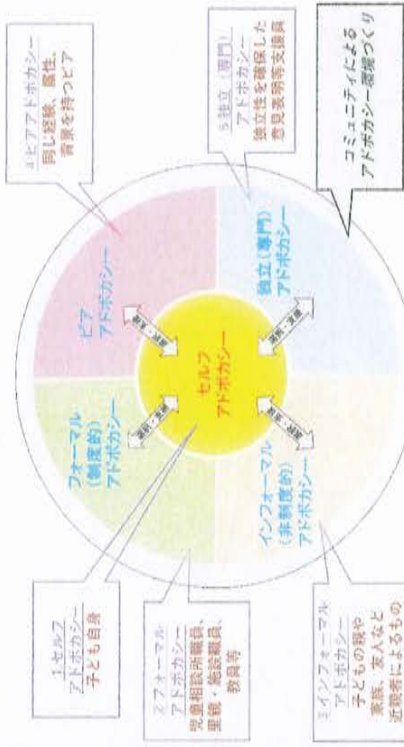 1.セルフ
アドボカシー
子ども自身
2.フォーマル
アドボカシー
児童相談所職員、
里親・施設職員、
教員等
3.インフォーマル
アドボカシー
子どもの親や
家族、友人など
近親者によるもの
4.ピアアドボカシー
同じ経験、属性、
背景を持つピア
5.独立(専門)
アドボカシー
独立性を確保した
意見表明等支援員
フォーマル
(制度的)
アドボカシー
ピア
アドボカシー
セルフ
アドボカシー
インフォーマル
(非制度的)
アドボカシー
独立(専門)
アドボカシー
コミュニティによる
アドボカシー環境づくり